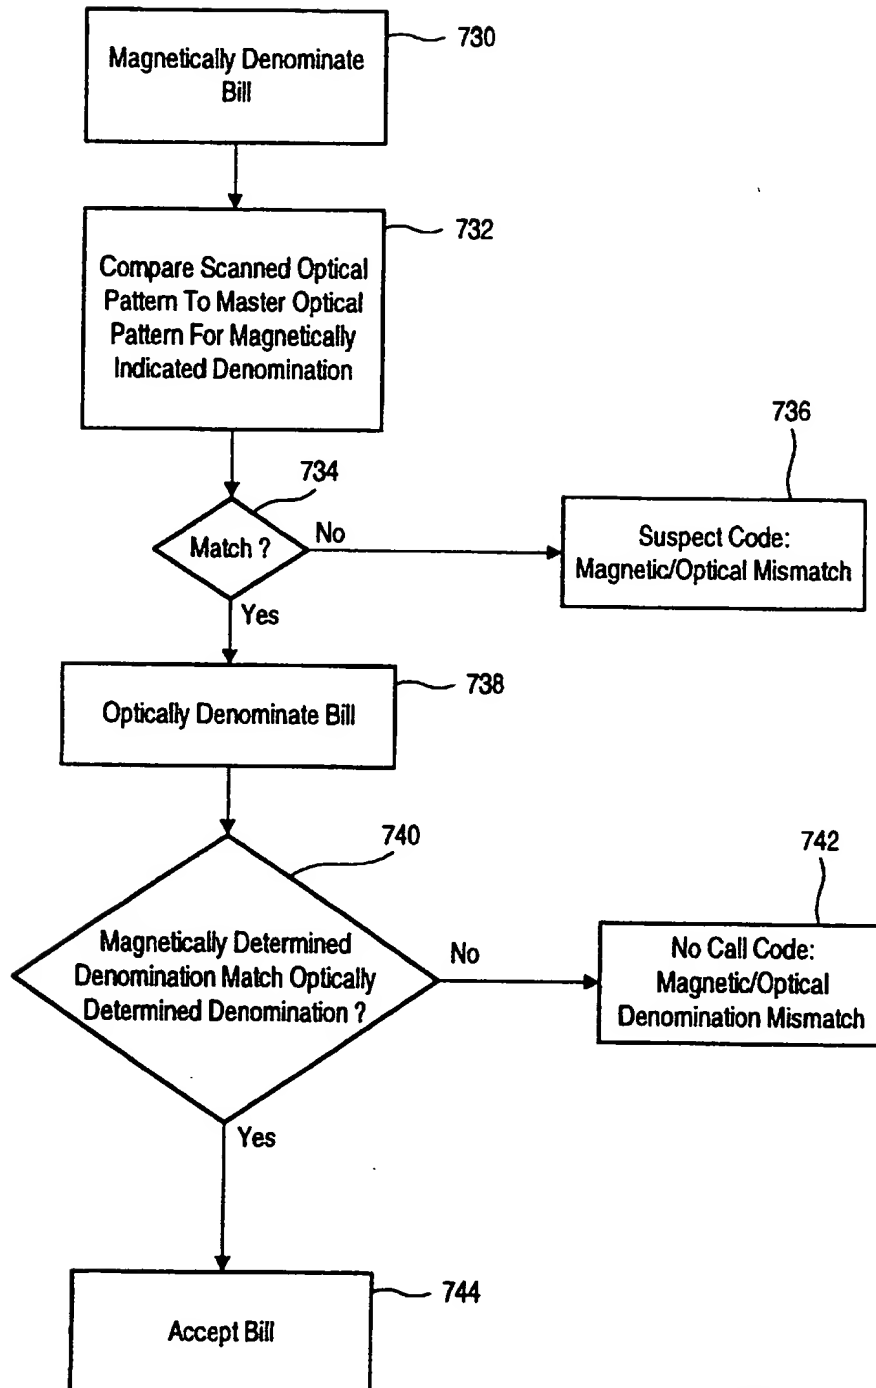 730
Magnetically Denominate
Bill
732
Compare Scanned Optical
Pattern To Master Optical
Pattern For Magnetically
Indicated Denomination
734
Match ?
No
Yes
736
Suspect Code:
Magnetic/Optical Mismatch
738
Optically Denominate Bill
740
Magnetically Determined
Denomination Match Optically
Determined Denomination ?
No
Yes
742
No Call Code:
Magnetic/Optical
Denomination Mismatch
744
Accept Bill